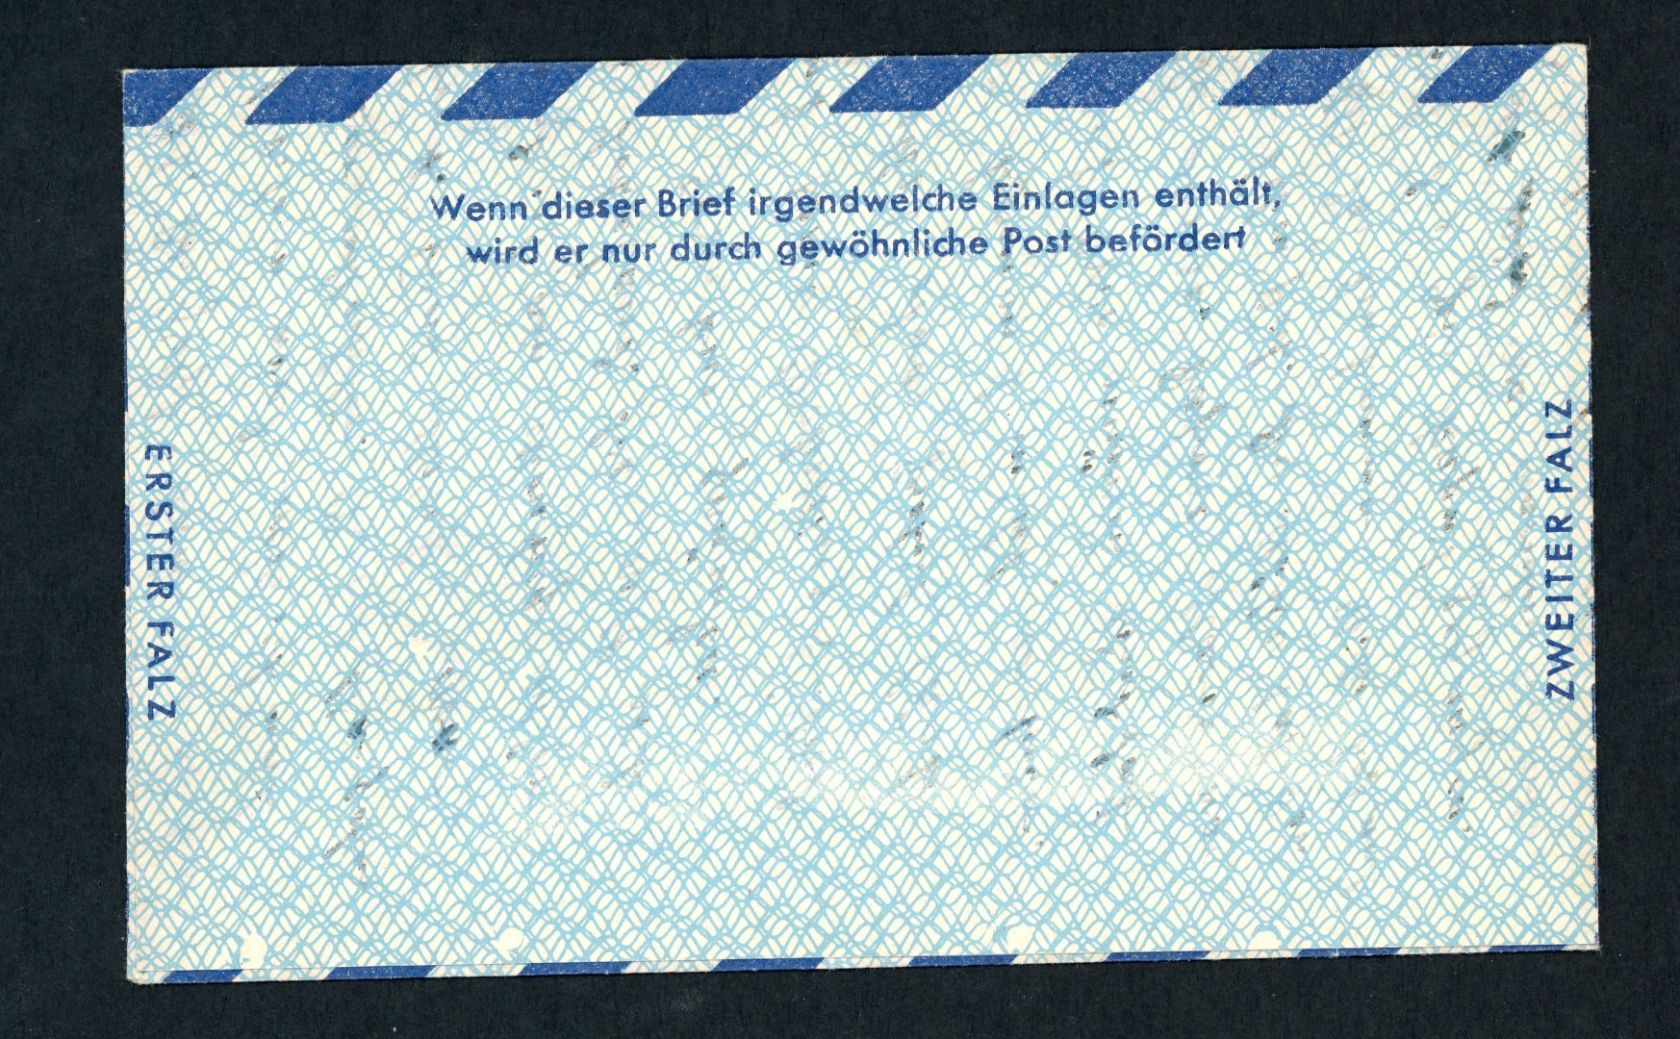 Wenn dieser Brief irgendwelche Einlagen enthält,
wird er nur durch gewöhnliche Post befördert
ERSTER FALZ
ZWEITER FALZ